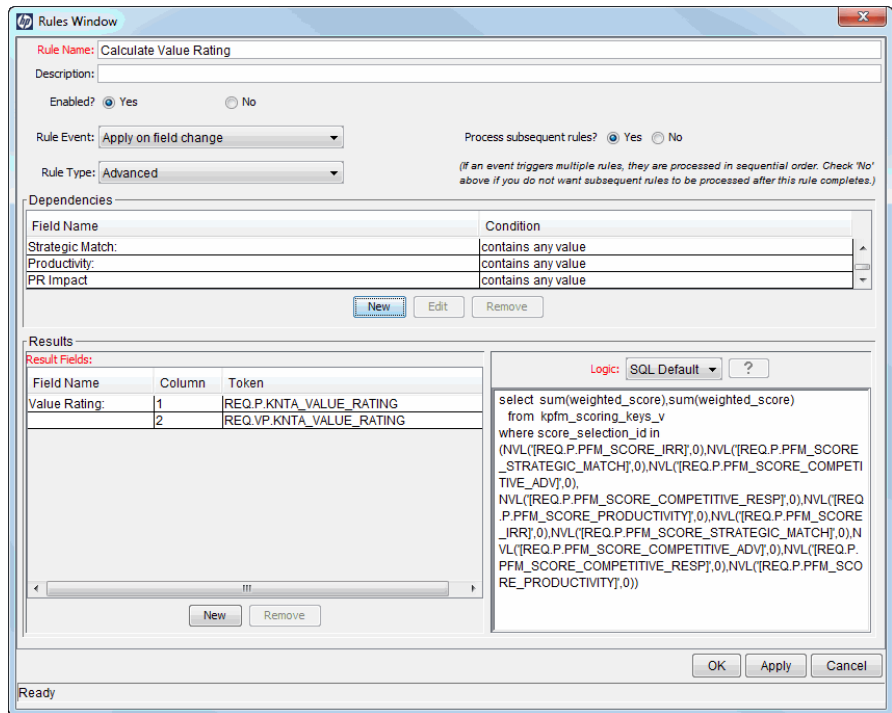 Rules Window
Rule Name: Calculate Value Rating
Description:
Enabled? Yes No
Rule Event: Apply on field change Process subsequent rules? Yes No
(If an event triggers multiple rules, they are processed in sequential order. Check 'No'
Rule Type: Advanced above if you do not want subsequent rules to be processed after this rule completes.)
Dependencies
Field Name Condition
Strategic Match: contains any value
Productivity: contains any value
PR Impact contains any value
New Edit Remove
Results
Result Fields:
Field Name Column Token
Value Rating: 1 REQ.P.KNTA_VALUE_RATING
2 REQ.VP.KNTA_VALUE_RATING
New Remove
Logic: SQL Default ?
select sum(weighted_score),sum(weighted_score)
from kpfm_scoring_keys_v
where score_selection_id in
(NVL('[REQ.P.PFM_SCORE_IRR]',0),NVL('[REQ.P.PFM_SCORE
_STRATEGIC_MATCH]',0),NVL('[REQ.P.PFM_SCORE_COMPETI
TIVE_ADV]',0),
NVL('[REQ.P.PFM_SCORE_COMPETITIVE_RESP]',0),NVL('[REQ
.P.PFM_SCORE_PRODUCTIVITY]',0),NVL('[REQ.P.PFM_SCORE
_IRR]',0),NVL('[REQ.P.PFM_SCORE_STRATEGIC_MATCH]',0),N
VL('[REQ.P.PFM_SCORE_COMPETITIVE_ADV]',0),NVL('[REQ.P.
PFM_SCORE_COMPETITIVE_RESP]',0),NVL('[REQ.P.PFM_SCO
RE_PRODUCTIVITY]',0))
OK Apply Cancel
Ready